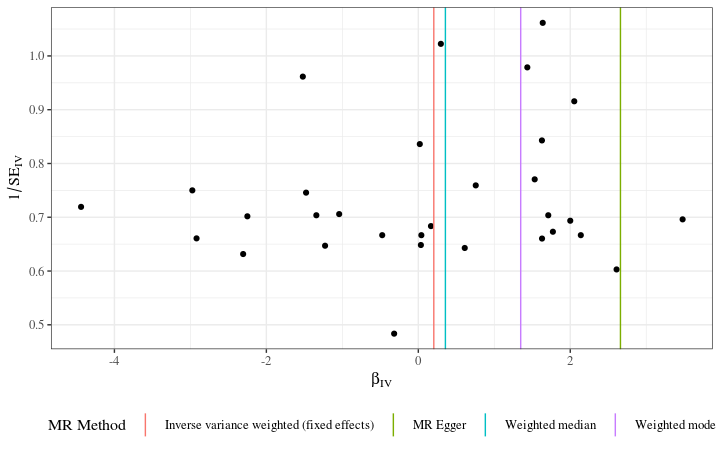 1.0
0.9
0.8
0.7
0.6
0.5
1/SE_IV
-4 -2 0 2
β_IV
MR Method Inverse variance weighted (fixed effects) MR Egger Weighted median Weighted mode